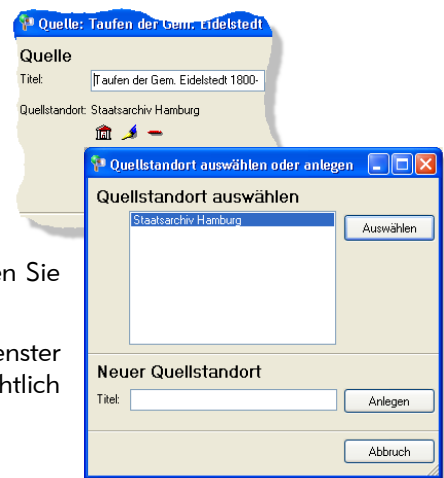 Quelle: Taufen der Gem. Eidelstedt
Quelle
Titel: Taufen der Gem. Eidelstedt 1800-
Quellstandort: Staatsarchiv Hamburg
Quellstandort auswählen oder anlegen
Quellstandort auswählen
Staatsarchiv Hamburg
Auswählen
en Sie
enster
htlich
Neuer Quellstandort
Titel:
Anlegen
Abbruch